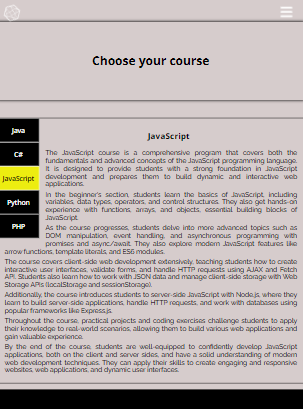 Choose your course
Java
C#
JavaScript
Python
PHP
JavaScript
The JavaScript course is a comprehensive program that covers both the
fundamentals and advanced concepts of the JavaScript programming language.
It is designed to provide students with a strong foundation in JavaScript
development and prepares them to build dynamic and interactive web
applications.
In the beginner's section, students learn the basics of JavaScript, including
variables, data types, operators, and control structures. They also get hands-on
experience with functions, arrays, and objects, essential building blocks of
JavaScript.
As the course progresses, students delve into more advanced topics such as
DOM manipulation, event handling, and asynchronous programming with
promises and async/await. They also explore modern JavaScript features like
arrow functions, template literals, and ES6 modules.
The course covers client-side web development extensively, teaching students how to create
interactive user interfaces, validate forms, and handle HTTP requests using AJAX and Fetch
API. Students also learn how to work with JSON data and manage client-side storage with Web
Storage APIs (localStorage and sessionStorage).
Additionally, the course introduces students to server-side JavaScript with Node.js, where they
learn to build server-side applications, handle HTTP requests, and work with databases using
popular frameworks like Express.js.
Throughout the course, practical projects and coding exercises challenge students to apply
their knowledge to real-world scenarios, allowing them to build various web applications and
gain valuable experience.
By the end of the course, students are well-equipped to confidently develop JavaScript
applications, both on the client and server sides, and have a solid understanding of modern
web development techniques. They can apply their skills to create engaging and responsive
websites, web applications, and dynamic user interfaces.